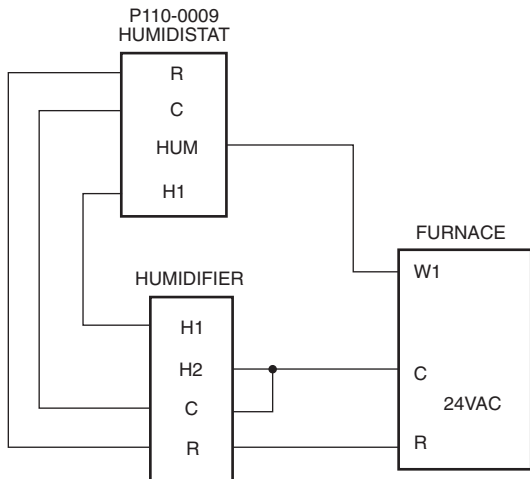 P110-0009
HUMIDISTAT
R
C
HUM
H1
FURNACE
W1
C
24VAC
R
HUMIDIFIER
H1
H2
C
R